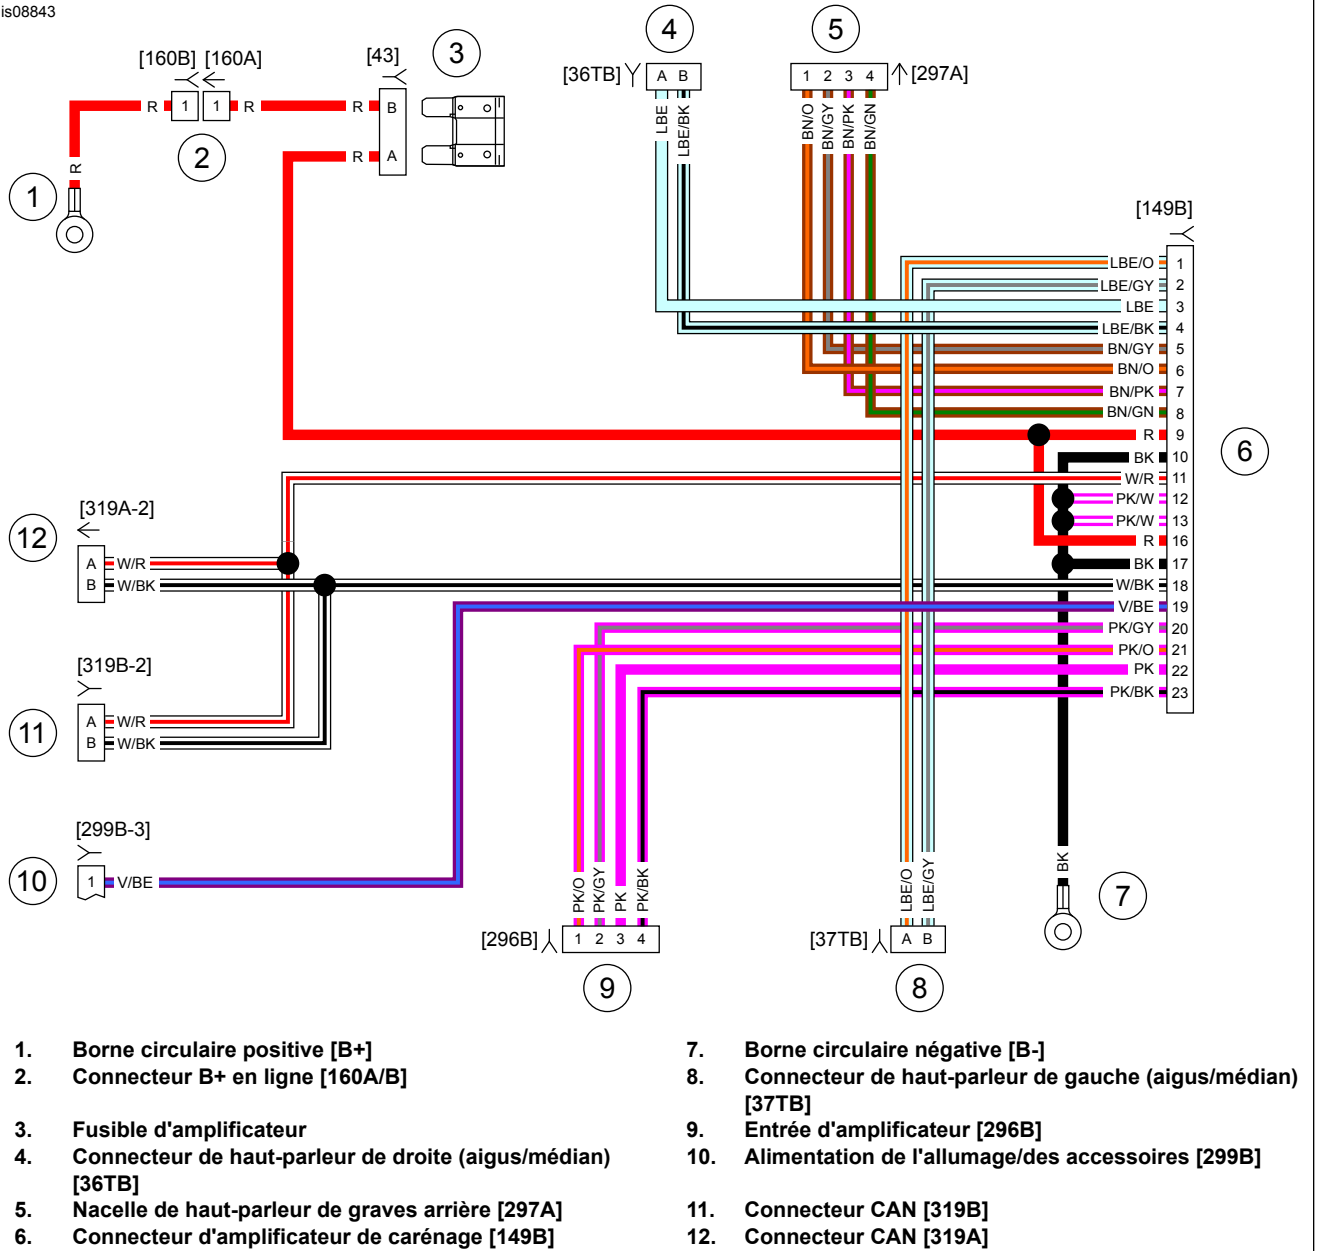 is08843
[160B] [160A]
[43]
3
4
5
[36TB]
A B
1 2 3 4
[297A]
R
1
1
R
R
B
R
A
2
R
1
LBE
LBE/BK
BN/O
BN/GY
BN/PK
BN/GN
[149B]
LBE/O 1
LBE/GY 2
LBE 3
LBE/BK 4
BN/GY 5
BN/O 6
BN/PK 7
BN/GN 8
R 9
BK 10
W/R 11
PK/W 12
PK/W 13
R 16
BK 17
W/BK 18
V/BE 19
PK/GY 20
PK/O 21
PK 22
PK/BK 23
6
[319A-2]
12
A W/R
B W/BK
[319B-2]
11
A W/R
B W/BK
[299B-3]
10
1 V/BE
PK/O
PK/GY
PK
PK/BK
[296B]
1 2 3 4
9
LBE/O
LBE/GY
[37TB]
A B
8
BK
7
1. Borne circulaire positive [B+]
2. Connecteur B+ en ligne [160A/B]
3. Fusible d'amplificateur
4. Connecteur de haut-parleur de droite (aigus/médian)
[36TB]
5. Nacelle de haut-parleur de graves arrière [297A]
6. Connecteur d'amplificateur de carénage [149B]
7. Borne circulaire négative [B-]
8. Connecteur de haut-parleur de gauche (aigus/médian)
[37TB]
9. Entrée d'amplificateur [296B]
10. Alimentation de l'allumage/des accessoires [299B]
11. Connecteur CAN [319B]
12. Connecteur CAN [319A]